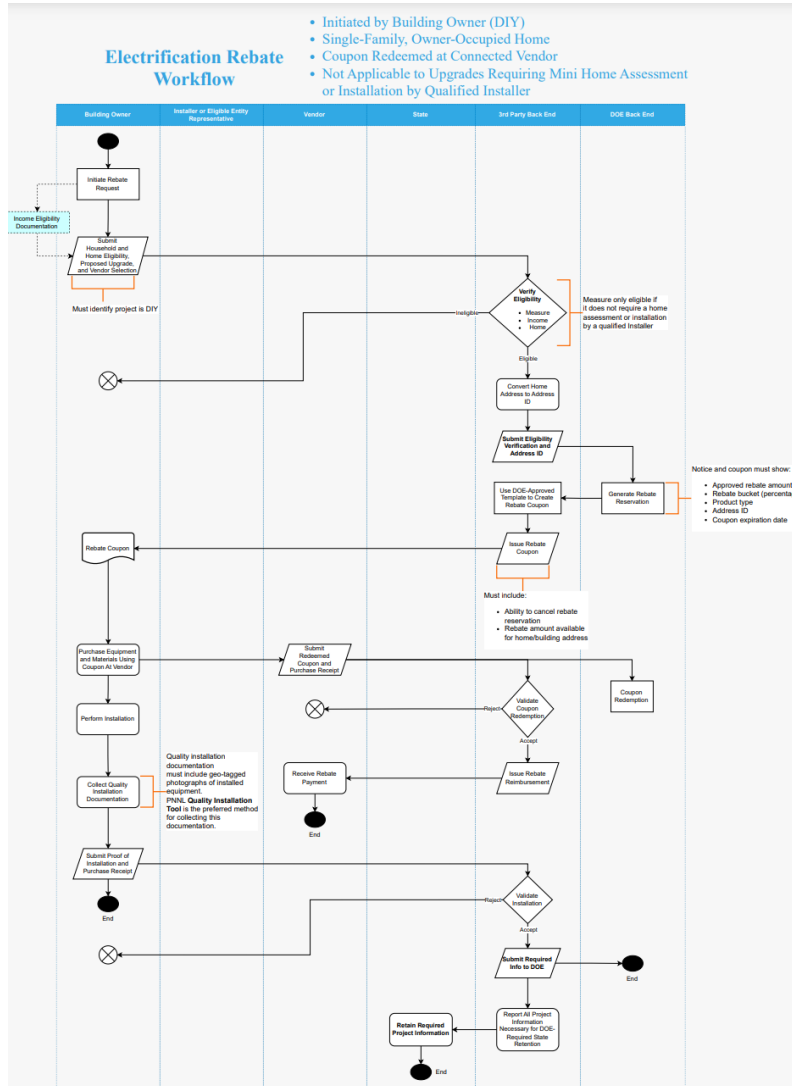 Electrification Rebate
Workflow
• Initiated by Building Owner (DIY)
• Single-Family, Owner-Occupied Home
• Coupon Redeemed at Connected Vendor
• Not Applicable to Upgrades Requiring Mini Home Assessment
or Installation by Qualified Installer
Building Owner
Installer or Eligible Entity
Representative
Vendor
State
3rd Party Back End
DOE Back End
Initiate Rebate
Request
Income Eligibility
Documentation
Submit
Household and
Home Eligibility,
Proposed Upgrade,
and Vendor Selection
Must identify project is DIY
Verify
Eligibility
• Measure
• Income
• Home
Measure only eligible if
it does not require a home
assessment or installation
by a qualified Installer
Ineligible
Eligible
Convert Home
Address to Address
ID
Submit Eligibility
Verification and
Address ID
Generate Rebate
Reservation
Notice and coupon must show:
• Approved rebate amount
• Rebate bucket (percenta
• Product type
• Address ID
• Coupon expiration date
Use DOE-Approved
Template to Create
Rebate Coupon
Issue Rebate
Coupon
Rebate Coupon
Must include:
• Ability to cancel rebate
reservation
• Rebate amount available
for home/building address
Purchase Equipment
and Materials Using
Coupon At Vendor
Submit
Redeemed
Coupon and
Purchase Receipt
Coupon
Redemption
Validate
Coupon
Redemption
Reject
Accept
Perform Installation
Quality installation
documentation
must include geo-tagged
photographs of installed
equipment.
PNNL Quality Installation
Tool is the preferred method
for collecting this
documentation.
Collect Quality
Installation
Documentation
Receive Rebate
Payment
Issue Rebate
Reimbursement
End
Submit Proof of
Installation and
Purchase Receipt
End
Validate
Installation
Reject
Accept
Submit Required
Info to DOE
End
Report All Project
Information
Necessary for DOE-
Required State
Retention
Retain Required
Project Information
End